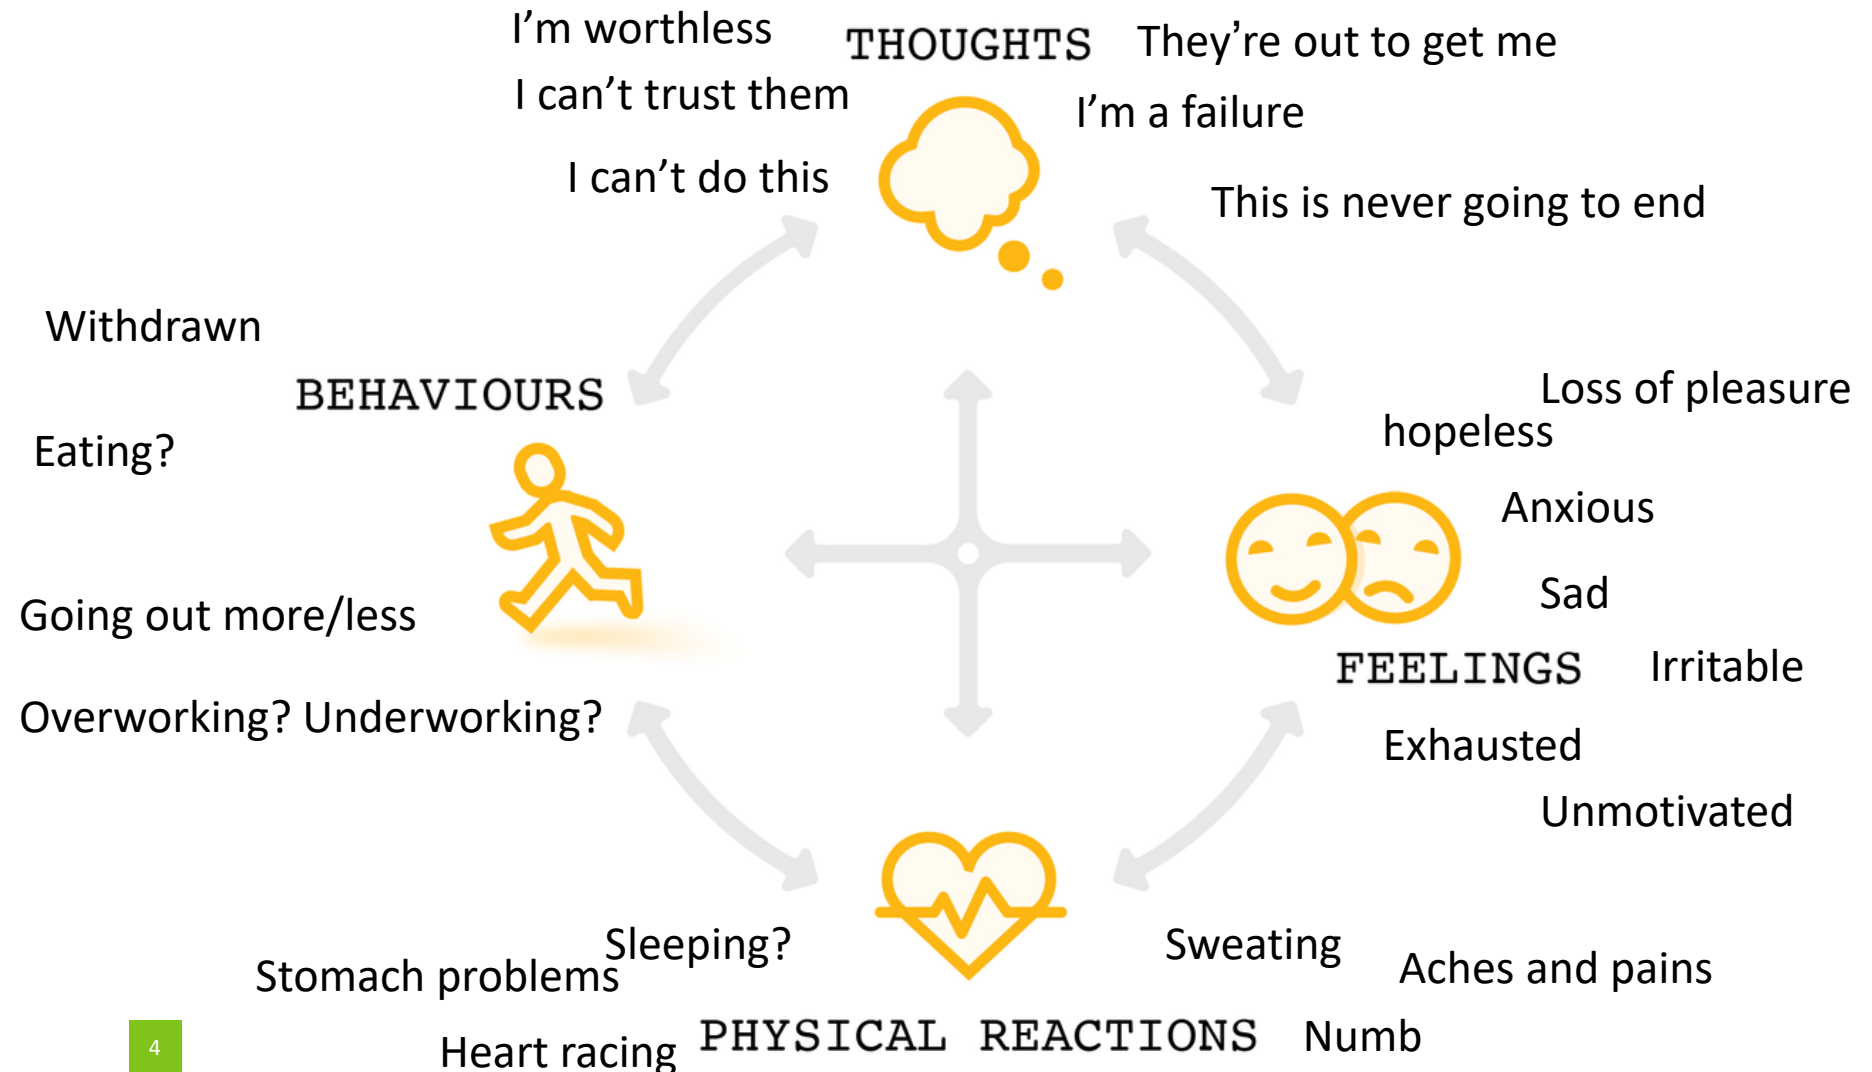 I’m worthless
THOUGHTS
They’re out to get me
I can’t trust them
I’m a failure
I can’t do this
This is never going to end
Withdrawn
BEHAVIOURS
Eating?
Going out more/less
Overworking? Underworking?
Loss of pleasure
hopeless
Anxious
Sad
FEELINGS
Irritable
Exhausted
Unmotivated
Sleeping?
Stomach problems
Sweating
Aches and pains
Heart racing
PHYSICAL REACTIONS
Numb
4